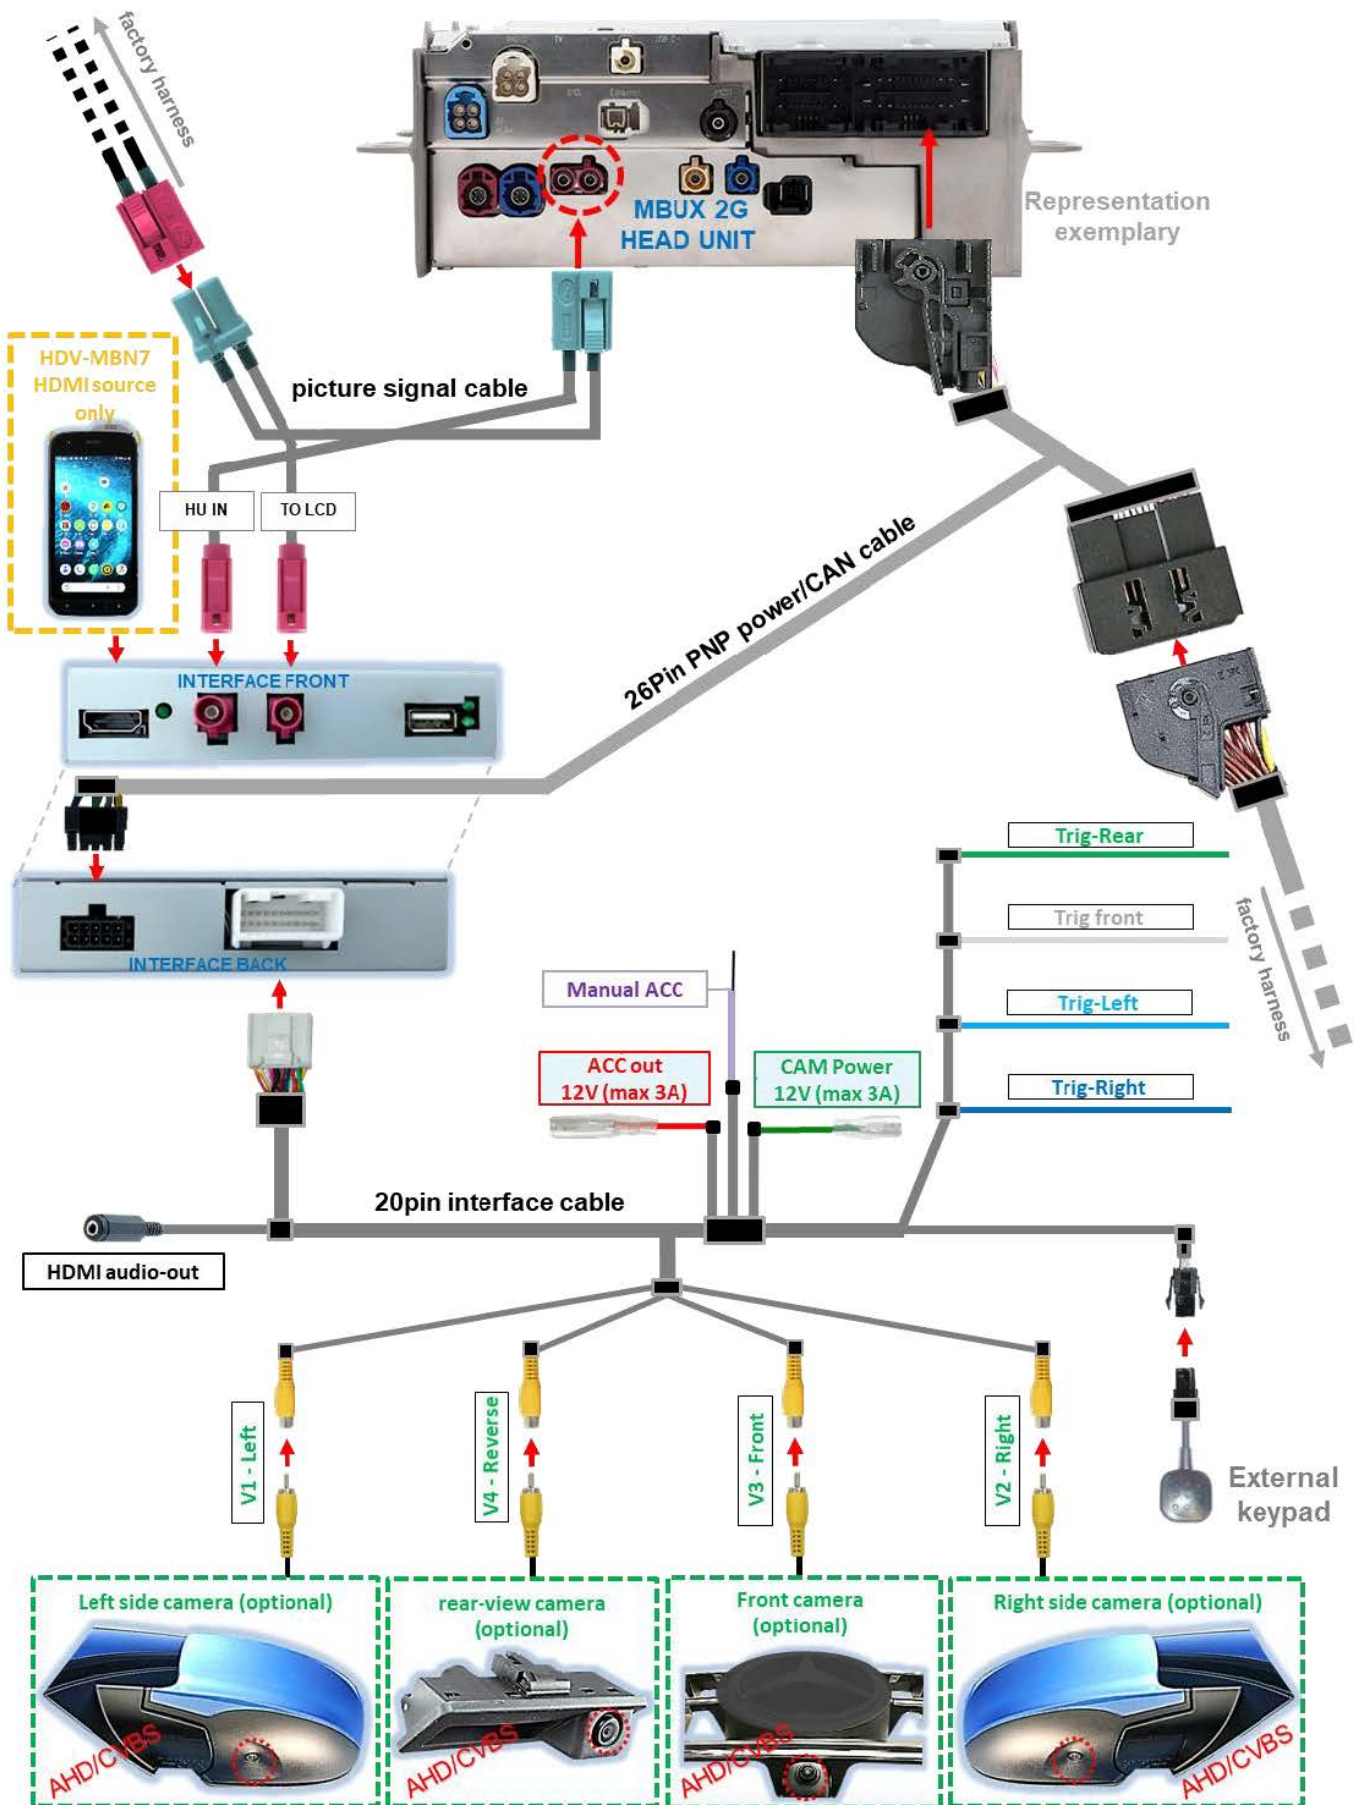 factory harness
MBUX 2G
HEAD UNIT
Representation
exemplary
HDV-MBN7
HDMI source
only
picture signal cable
HU IN
TO LCD
26Pin PNP power/CAN cable
INTERFACE FRONT
INTERFACE BACK
Trig-Rear
Trig front
Trig-Left
Trig-Right
factory harness
Manual ACC
ACC out
12V (max 3A)
CAM Power
12V (max 3A)
20pin interface cable
HDMI audio-out
V1 - Left
V4 - Reverse
V3 - Front
V2 - Right
External
keypad
Left side camera (optional)
AHD/CVBS
rear-view camera
(optional)
AHD/CVBS
Front camera
(optional)
AHD/CVBS
Right side camera (optional)
AHD/CVBS